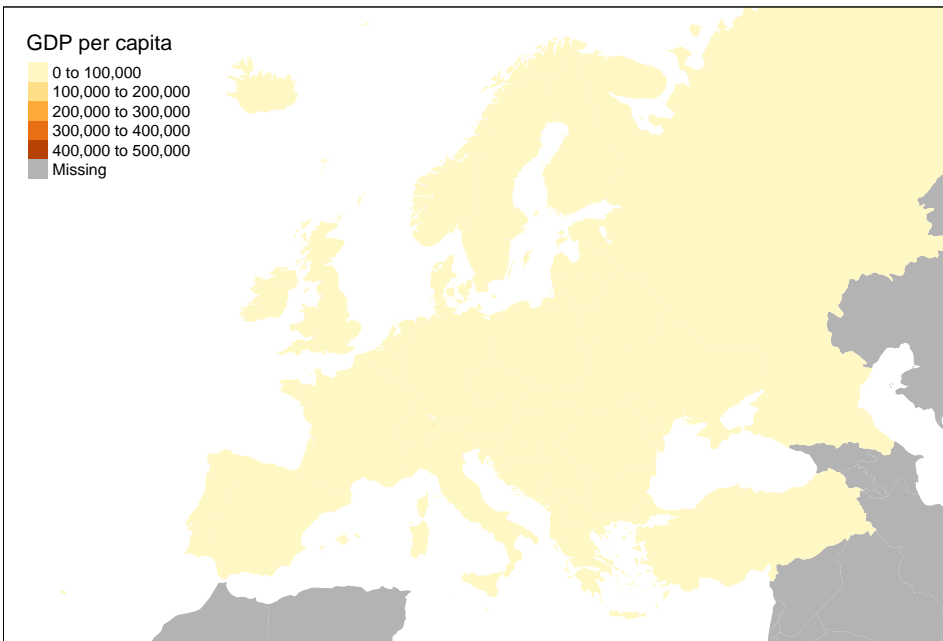 GDP per capita
0 to 100,000
100,000 to 200,000
200,000 to 300,000
300,000 to 400,000
400,000 to 500,000
Missing